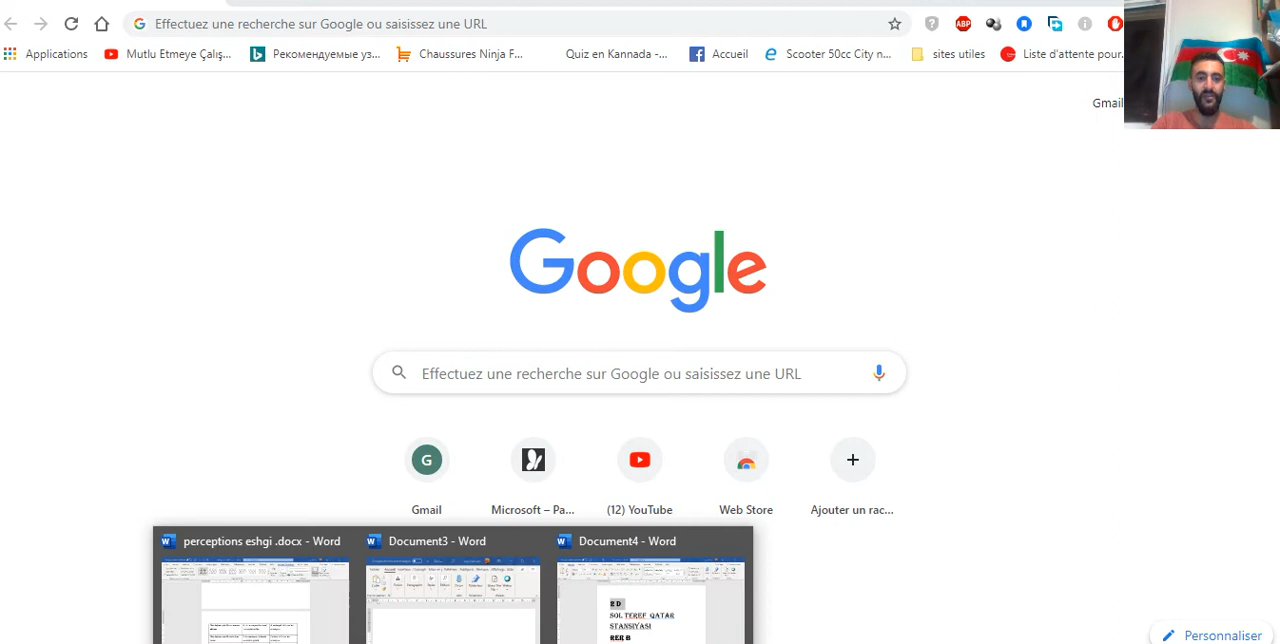 Effectuez une recherche sur Google ou saisissez une URL
Applications
Mutlu Etmeye Çalış...
Рекомендуемые уз...
Chaussures Ninja F...
Quiz en Kannada -...
Accueil
Scooter 50cc City n...
sites utiles
Liste d'attente pour
ABP
Gmail
Google
Effectuez une recherche sur Google ou saisissez une URL
G
Gmail
Microsoft – Pa...
(12) YouTube
Web Store
Ajouter un rac...
perceptions eshgi .docx - Word
Document3 - Word
Document4 - Word
2 D
SOL TEREF QATAR
STANSIYASI
RER B
Personnaliser